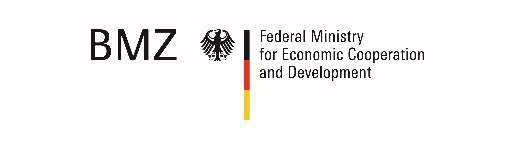 BMZ
Federal Ministry
for Economic Cooperation
and Development